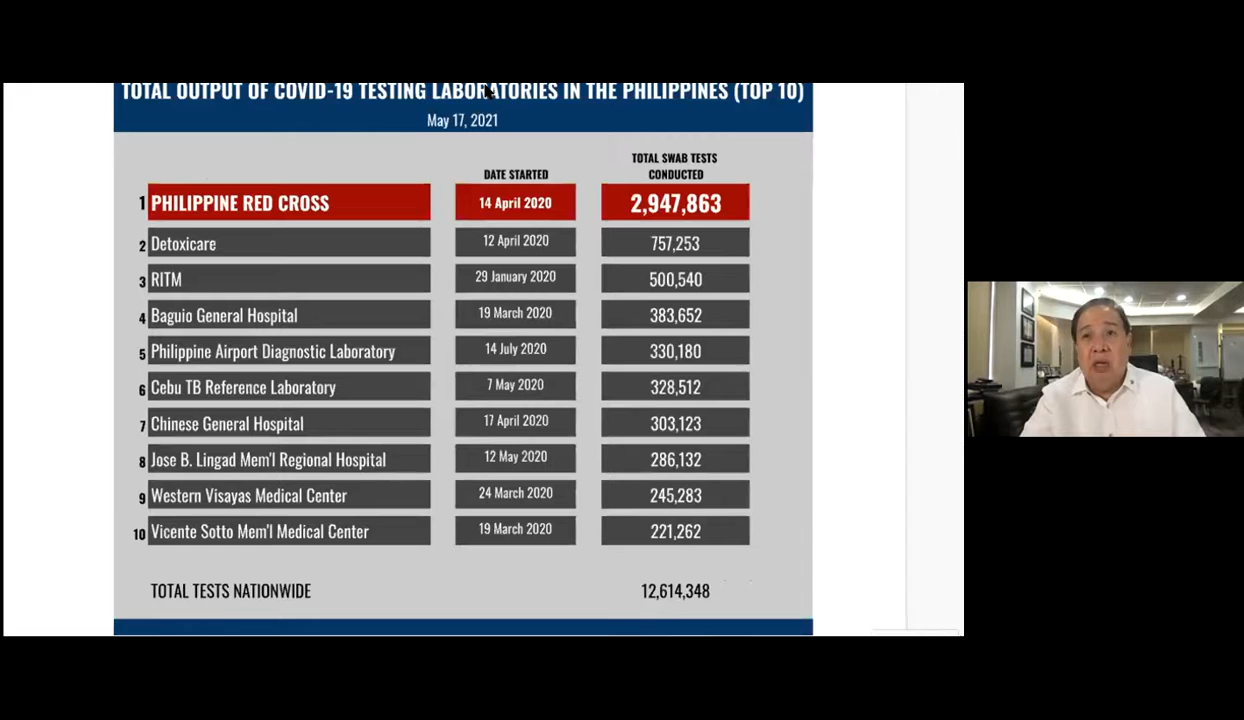 TOTAL OUTPUT OF COVID-19 TESTING LABORATORIES IN THE PHILIPPINES (TOP 10)
May 17, 2021
DATE STARTED
TOTAL SWAB TESTS
CONDUCTED
1 PHILIPPINE RED CROSS 14 April 2020 2,947,863
2 Detoxicare 12 April 2020 757,253
3 RITM 29 January 2020 500,540
4 Baguio General Hospital 19 March 2020 383,652
5 Philippine Airport Diagnostic Laboratory 14 July 2020 330,180
6 Cebu TB Reference Laboratory 7 May 2020 328,512
7 Chinese General Hospital 17 April 2020 303,123
8 Jose B. Lingad Mem'l Regional Hospital 12 May 2020 286,132
9 Western Visayas Medical Center 24 March 2020 245,283
10 Vicente Sotto Mem'l Medical Center 19 March 2020 221,262
TOTAL TESTS NATIONWIDE 12,614,348